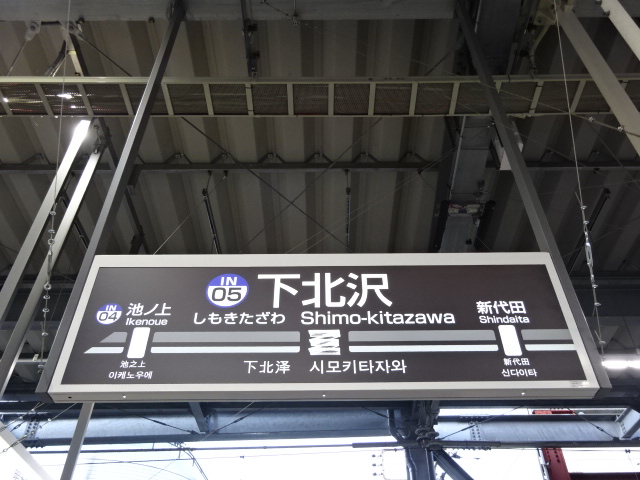 IN
05
下北沢
しもきたざわ Shimo-kitazawa
IN
04
池ノ上
Ikenoue
新代田
Shindaita
池之上
이케노우에
下北泽 시모키타자와
新代田
신다이타